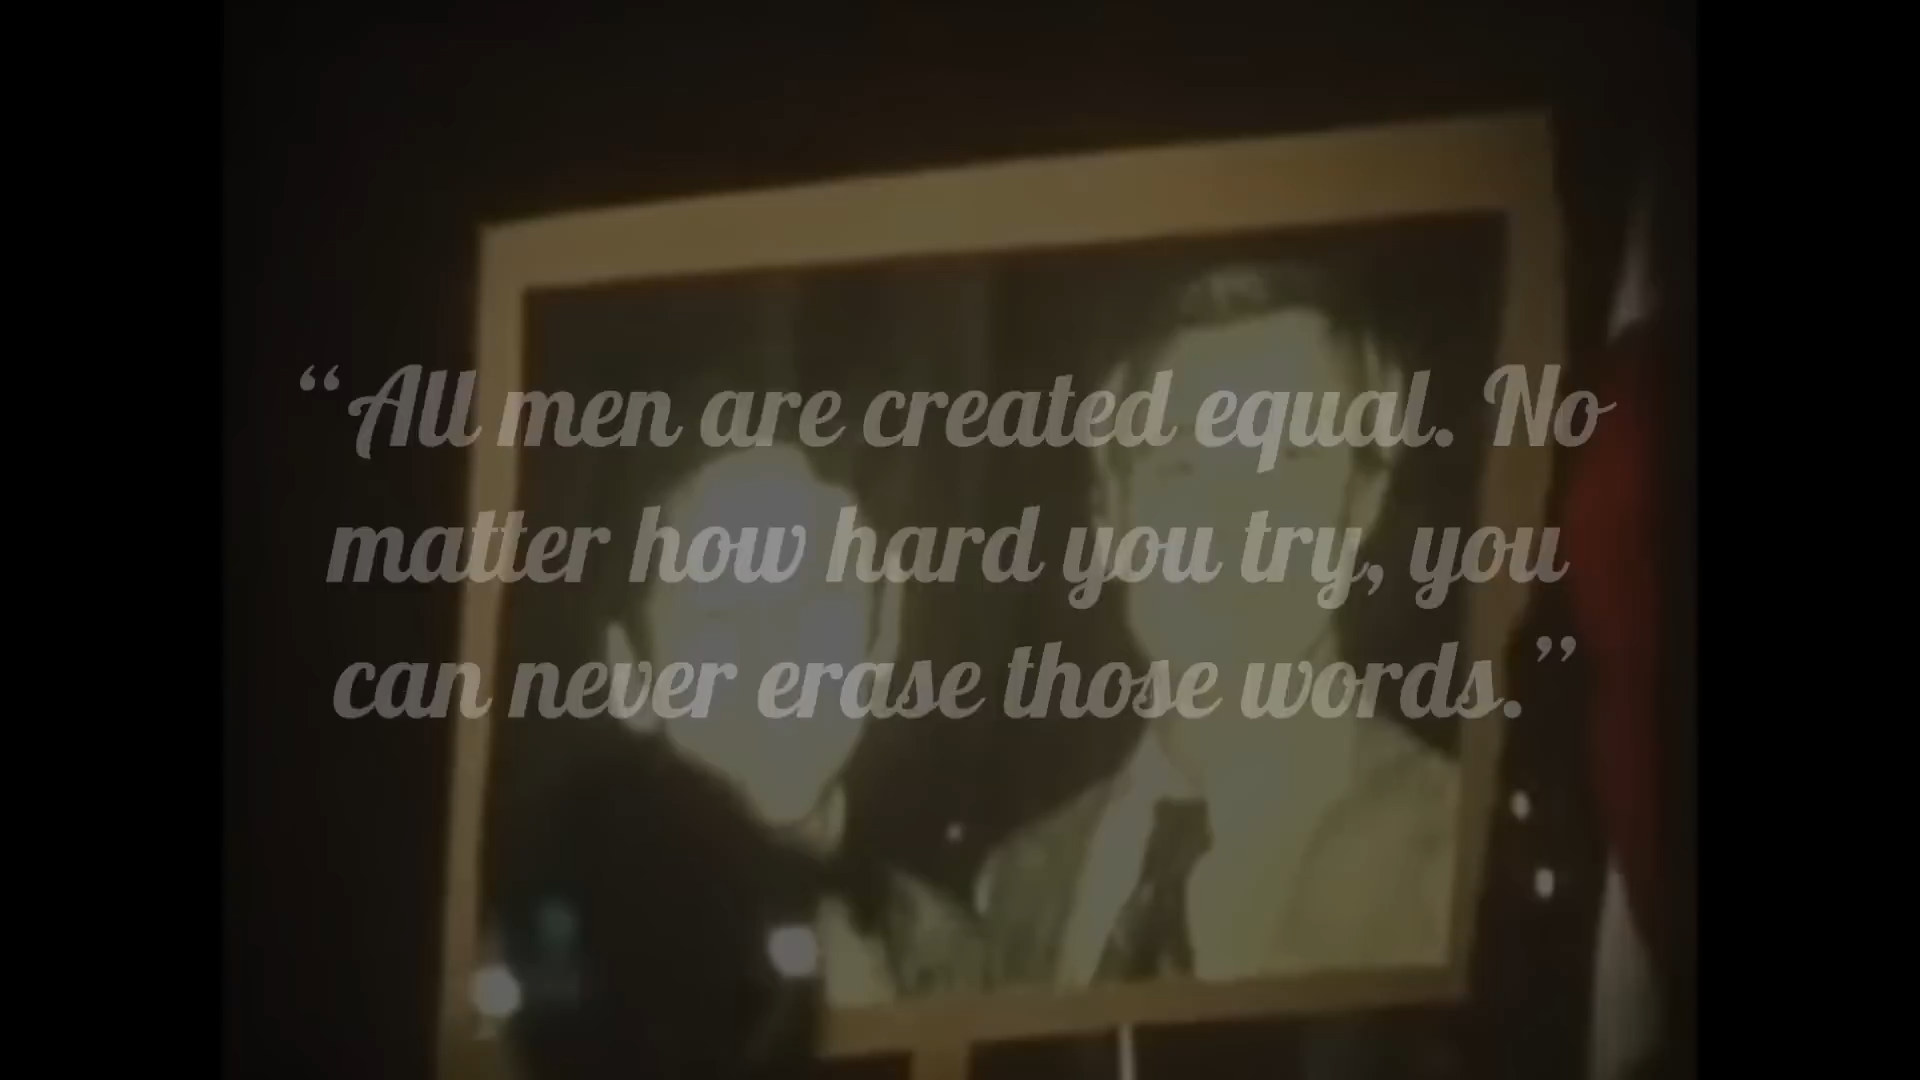 “All men are created equal. No
matter how hard you try, you
can never erase those words.”